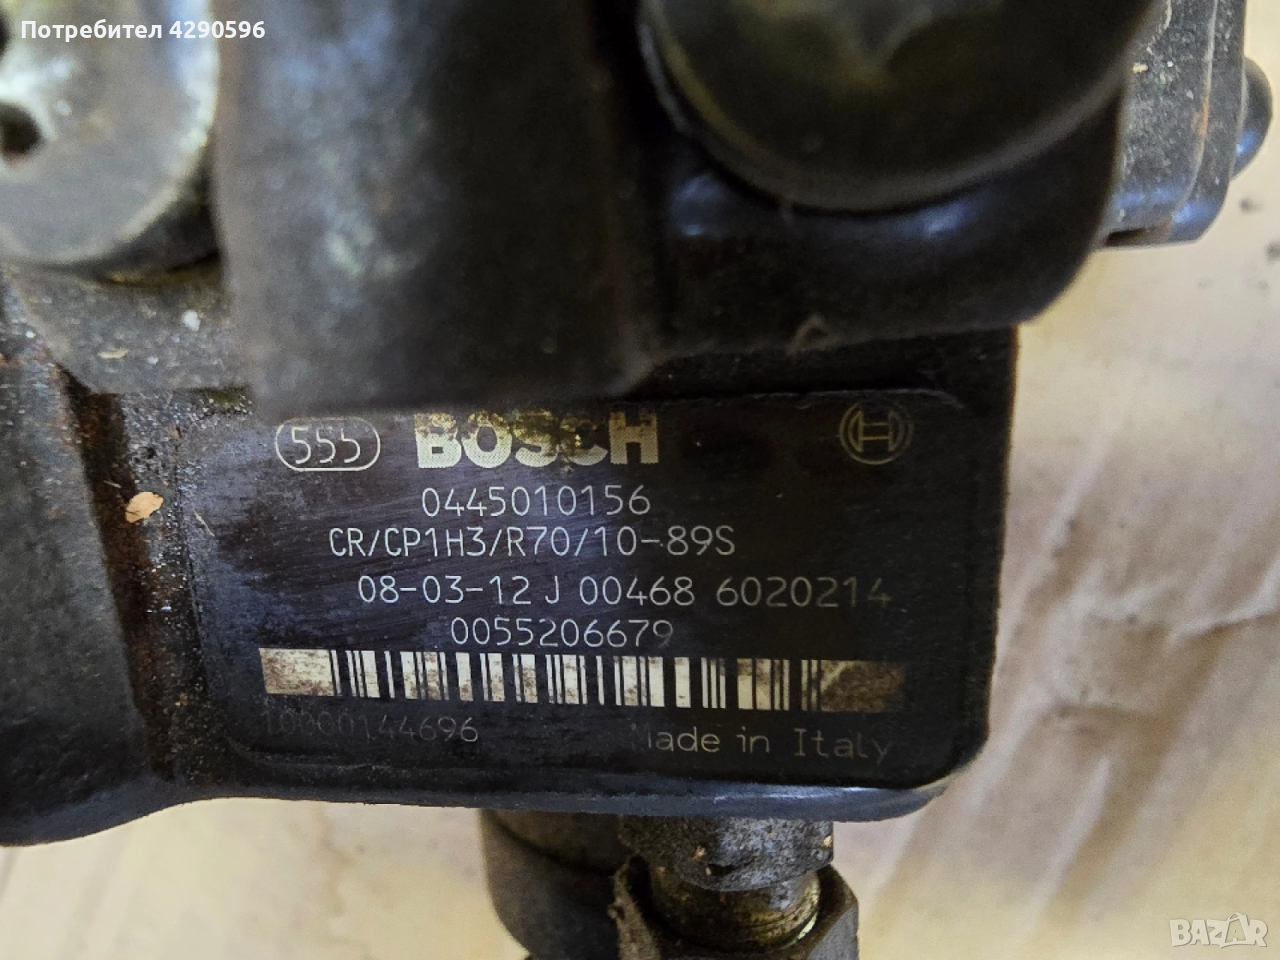 Потребител 4290596
555 BOSCH
0445010156
CR/CP1H3/R70/10-89S
08-03-12 J 00468 6020214
0055206679
10000144696 Made in Italy
BAZAR